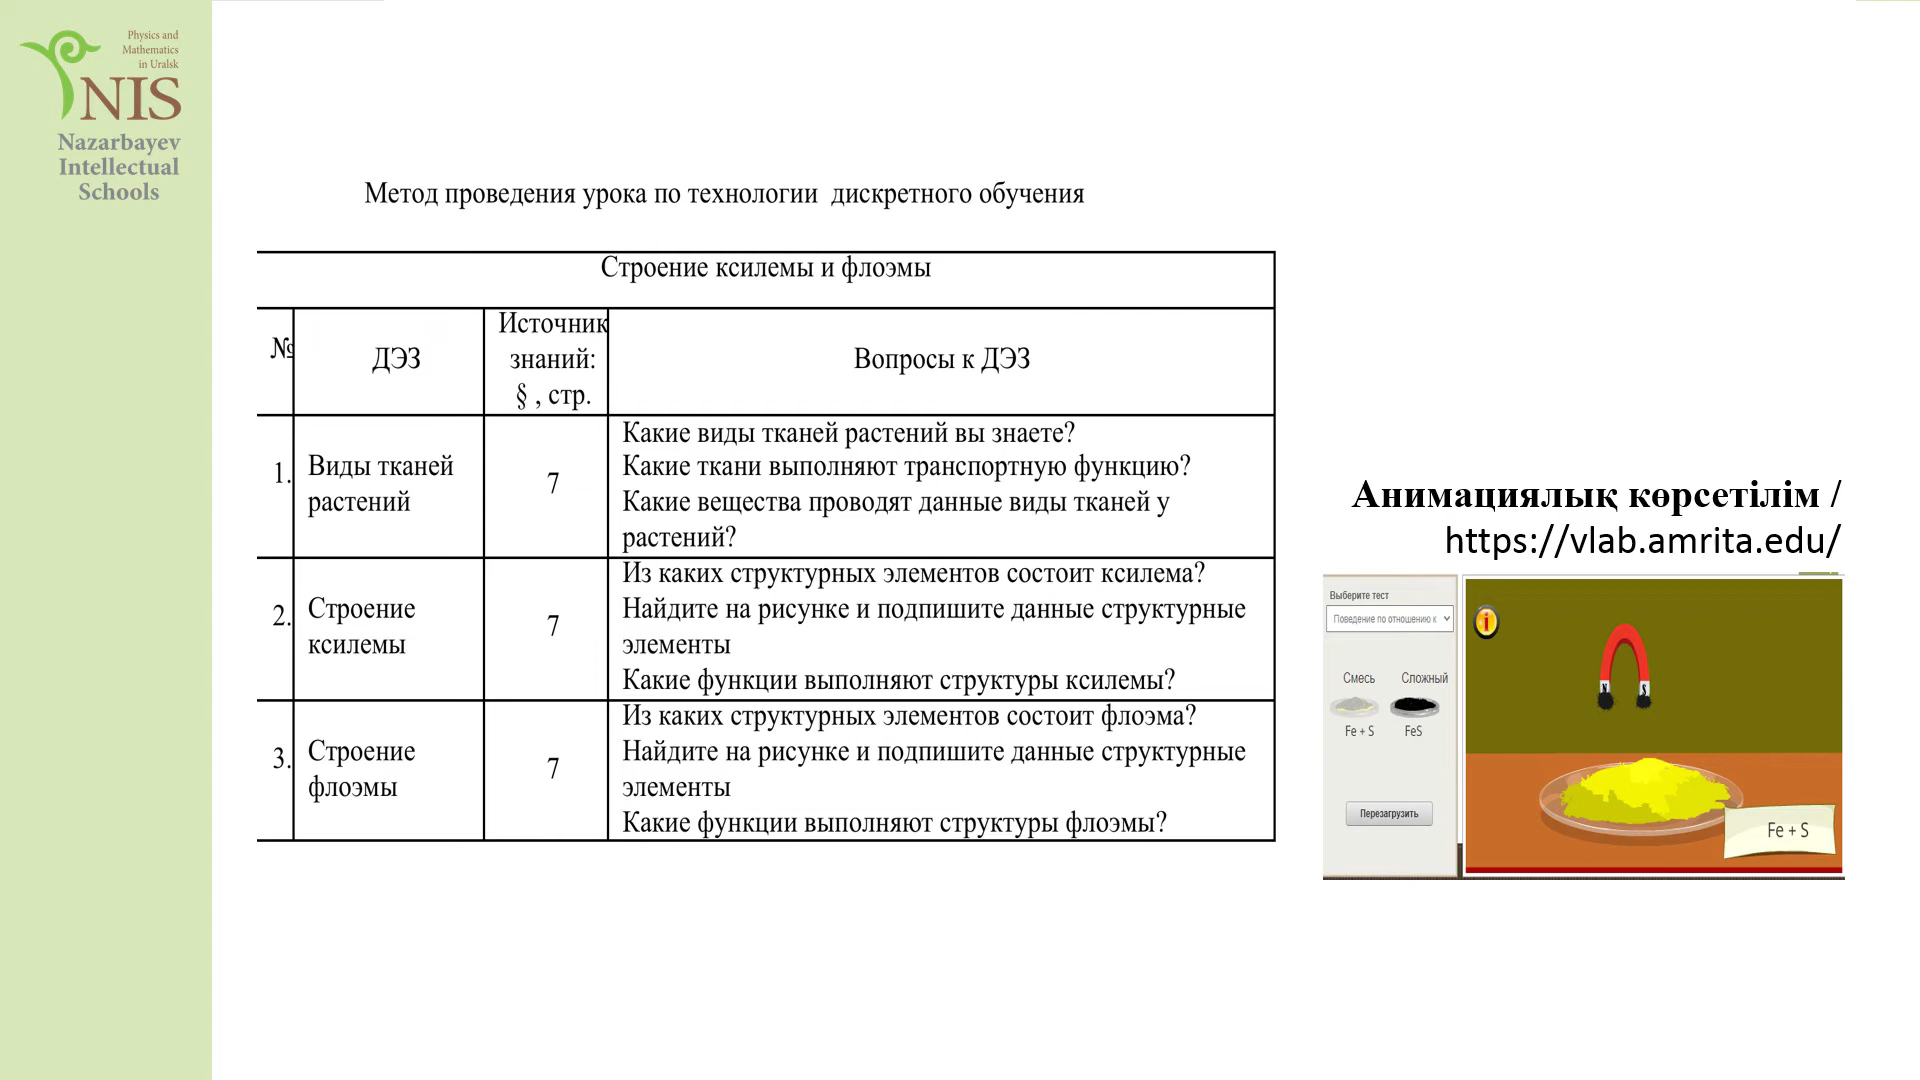 Physics and
Mathematics
in Uralsk
NIS
Nazarbayev
Intellectual
Schools
Метод проведения урока по технологии дискретного обучения
Строение ксилемы и флоэмы
№
ДЭЗ
Источник
знаний:
§ , стр.
Вопросы к ДЭЗ
1.
Виды тканей
растений
7
Какие виды тканей растений вы знаете?
Какие ткани выполняют транспортную функцию?
Какие вещества проводят данные виды тканей у
растений?
2.
Строение
ксилемы
7
Из каких структурных элементов состоит ксилема?
Найдите на рисунке и подпишите данные структурные
элементы
Какие функции выполняют структуры ксилемы?
3.
Строение
флоэмы
7
Из каких структурных элементов состоит флоэма?
Найдите на рисунке и подпишите данные структурные
элементы
Какие функции выполняют структуры флоэмы?
Анимациялық көрсетілім /
https://vlab.amrita.edu/
Выберите тест
Поведение по отношению к
Смесь Сложный
Fe + S FeS
Перезагрузить
i
N S
Fe + S